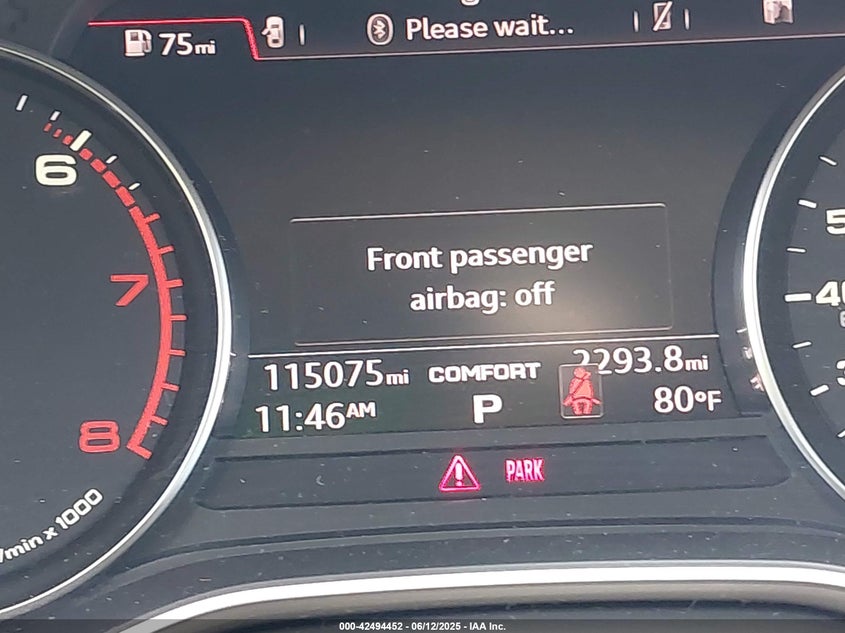 75mi
Please wait...
6
7
8
/min x 1000
Front passenger
airbag: off
115075mi COMFORT 2293.8mi
11:46AM P 80°F
PARK
000-42494452 - 06/12/2025 - IAA Inc.